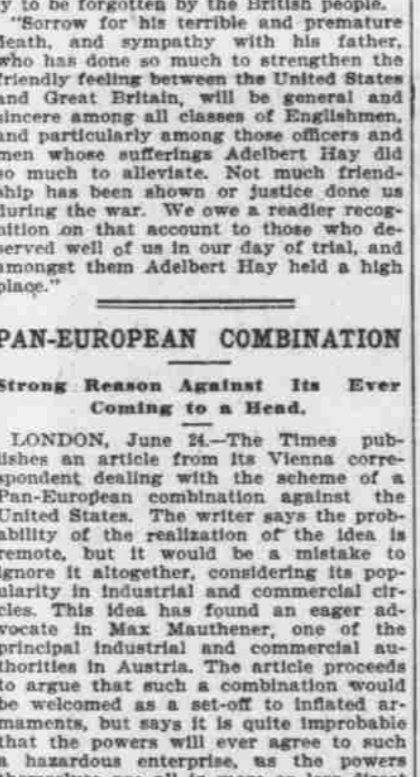 y to be forgotten by the British people.
"Sorrow for his terrible and premature
death, and sympathy with his father,
who has done so much to strengthen the
friendly feeling between the United States
and Great Britain, will be general and
sincere among all classes of Englishmen,
and particularly among those officers and
men whose sufferings Adelbert Hay did
so much to alleviate. Not much friend-
ship has been shown or justice done us
during the war. We owe a readier recog-
nition on that account to those who de-
served well of us in our day of trial, and
amongst them Adelbert Hay held a high
place."
PAN-EUROPEAN COMBINATION
Strong Reason Against Its Ever
Coming to a Head.
LONDON, June 24.—The Times pub-
lishes an article from its Vienna corre-
spondent dealing with the scheme of a
Pan-European combination against the
United States. The writer says the prob-
ability of the realization of the idea is
remote, but it would be a mistake to
ignore it altogether, considering its pop-
ularity in industrial and commercial cir-
cles. This idea has found an eager ad-
vocate in Max Mauthener, one of the
principal industrial and commercial au-
thorities in Austria. The article proceeds
to argue that such a combination would
be welcomed as a set-off to inflated ar-
maments, but says it is quite improbable
that the powers will ever agree to such
a hazardous enterprise, as the powers